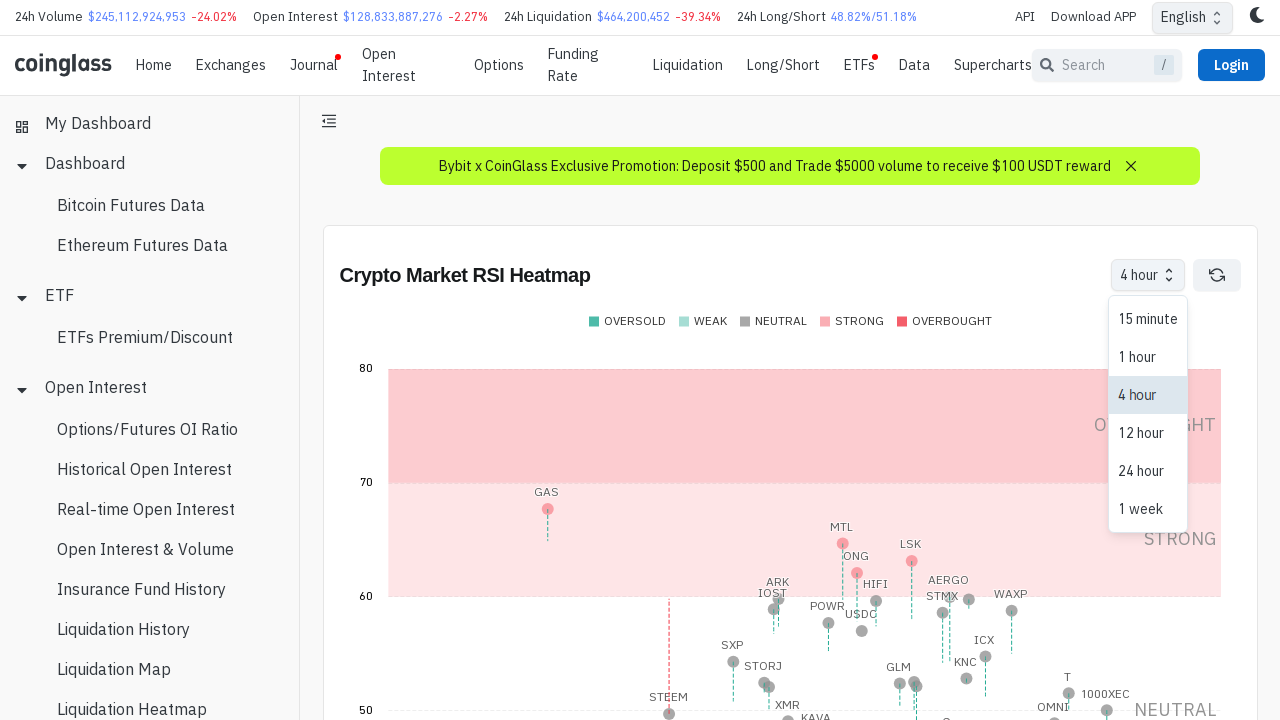 24h Volume $245,112,924,953 -24.02% Open Interest $128,833,887,276 -2.27% 24h Liquidation $464,200,452 -39.34% 24h Long/Short 48.82%/51.18% API Download APP English
coinglass Home Exchanges Journal Open Interest Options Funding Rate Liquidation Long/Short ETFs Data Supercharts Search / Login
My Dashboard
Dashboard
Bitcoin Futures Data
Ethereum Futures Data
ETF
ETFs Premium/Discount
Open Interest
Options/Futures OI Ratio
Historical Open Interest
Real-time Open Interest
Open Interest & Volume
Insurance Fund History
Liquidation History
Liquidation Map
Liquidation Heatmap
Bybit x CoinGlass Exclusive Promotion: Deposit $500 and Trade $5000 volume to receive $100 USDT reward
Crypto Market RSI Heatmap
4 hour
15 minute
1 hour
4 hour
12 hour
24 hour
1 week
OVERSOLD WEAK NEUTRAL STRONG OVERBOUGHT
80
70
GAS
MTL
STRONG
LSK
ONG
AERGO
ARK
HIFI
IOST
60
STMX
WAXP
POWR
USDC
ICX
SXP
KNC
STORJ
GLM
T
STEEM
1000XEC
XMR
OMNI
50
NEUTRAL
KAVA